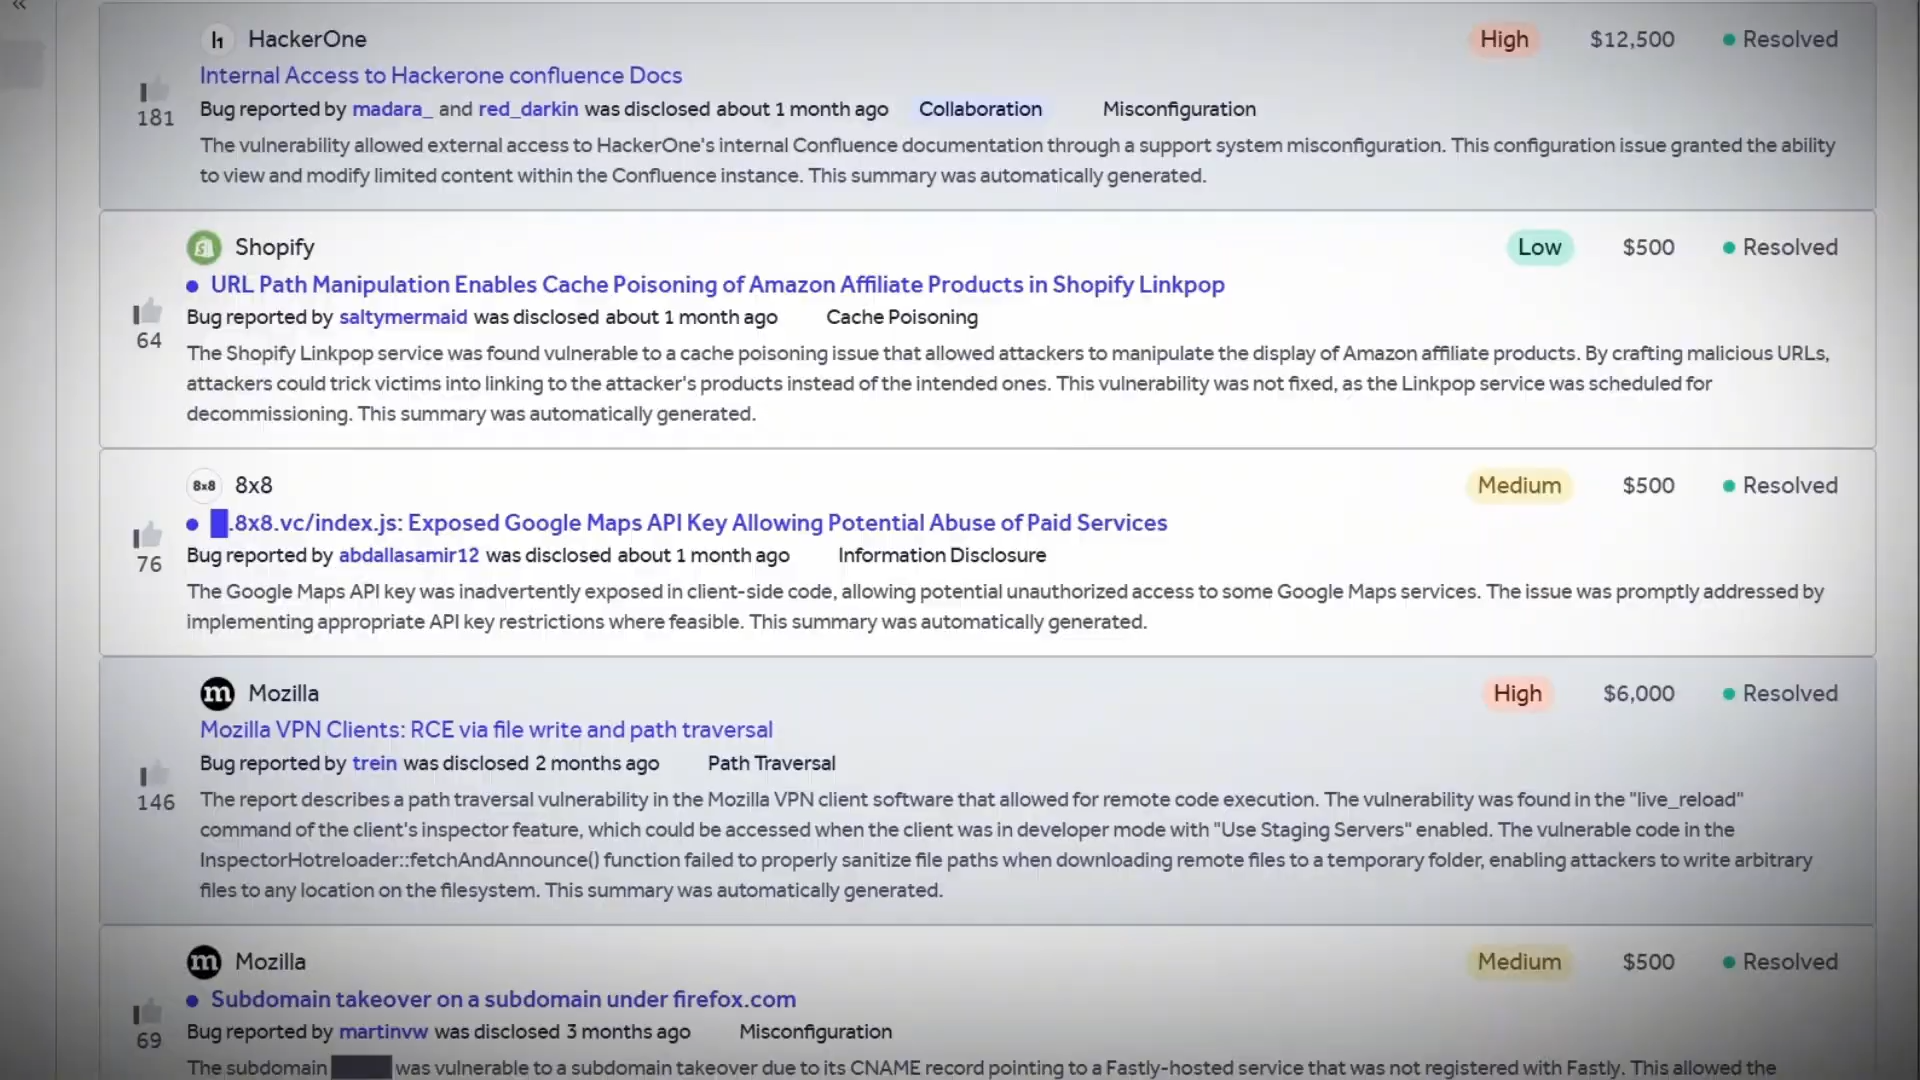 «
h1 HackerOne High $12,500 Resolved
Internal Access to Hackerone confluence Docs
181 Bug reported by madara_ and red_darkin was disclosed about 1 month ago Collaboration Misconfiguration
The vulnerability allowed external access to HackerOne's internal Confluence documentation through a support system misconfiguration. This configuration issue granted the ability
to view and modify limited content within the Confluence instance. This summary was automatically generated.
Shopify Low $500 Resolved
URL Path Manipulation Enables Cache Poisoning of Amazon Affiliate Products in Shopify Linkpop
64 Bug reported by saltymermaid was disclosed about 1 month ago Cache Poisoning
The Shopify Linkpop service was found vulnerable to a cache poisoning issue that allowed attackers to manipulate the display of Amazon affiliate products. By crafting malicious URLs,
attackers could trick victims into linking to the attacker's products instead of the intended ones. This vulnerability was not fixed, as the Linkpop service was scheduled for
decommissioning. This summary was automatically generated.
8x8 8x8 Medium $500 Resolved
█.8x8.vc/index.js: Exposed Google Maps API Key Allowing Potential Abuse of Paid Services
76 Bug reported by abdallasamir12 was disclosed about 1 month ago Information Disclosure
The Google Maps API key was inadvertently exposed in client-side code, allowing potential unauthorized access to some Google Maps services. The issue was promptly addressed by
implementing appropriate API key restrictions where feasible. This summary was automatically generated.
m Mozilla High $6,000 Resolved
Mozilla VPN Clients: RCE via file write and path traversal
146 Bug reported by trein was disclosed 2 months ago Path Traversal
The report describes a path traversal vulnerability in the Mozilla VPN client software that allowed for remote code execution. The vulnerability was found in the "live_reload"
command of the client's inspector feature, which could be accessed when the client was in developer mode with "Use Staging Servers" enabled. The vulnerable code in the
InspectorHotreloader::fetchAndAnnounce() function failed to properly sanitize file paths when downloading remote files to a temporary folder, enabling attackers to write arbitrary
files to any location on the filesystem. This summary was automatically generated.
m Mozilla Medium $500 Resolved
Subdomain takeover on a subdomain under firefox.com
69 Bug reported by martinvw was disclosed 3 months ago Misconfiguration
The subdomain ███ was vulnerable to a subdomain takeover due to its CNAME record pointing to a Fastly-hosted service that was not registered with Fastly. This allowed the